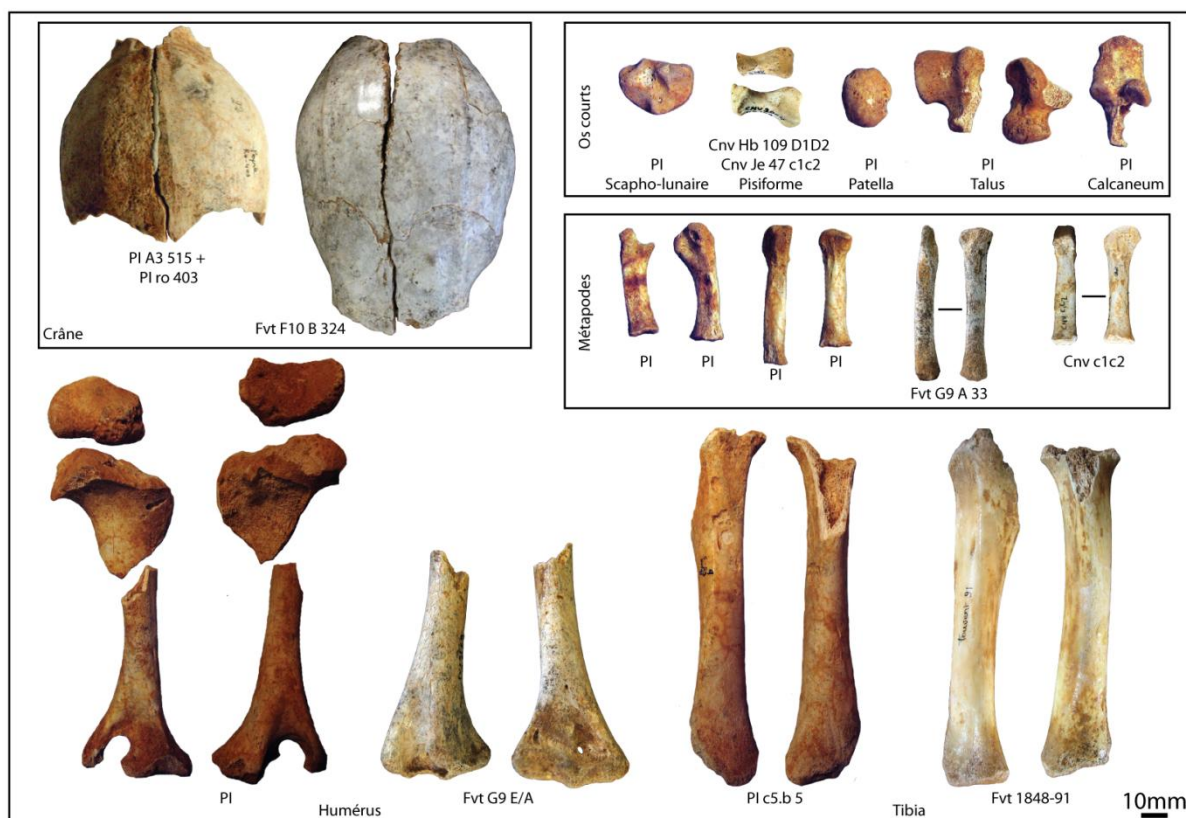 PI A3 515 +
PI ro 403
Fvt F10 B 324
Crâne
Os courts
PI
Scapho-lunaire
Cnv Hb 109 D1D2
Cnv Je 47 c1c2
Pisiforme
PI
Patella
PI
Talus
PI
Calcaneum
Métapodes
PI
PI
PI
PI
Fvt G9 A 33
Cnv c1c2
PI
Humérus
Fvt G9 E/A
PI c5.b 5
Tibia
Fvt 1848-91
10mm